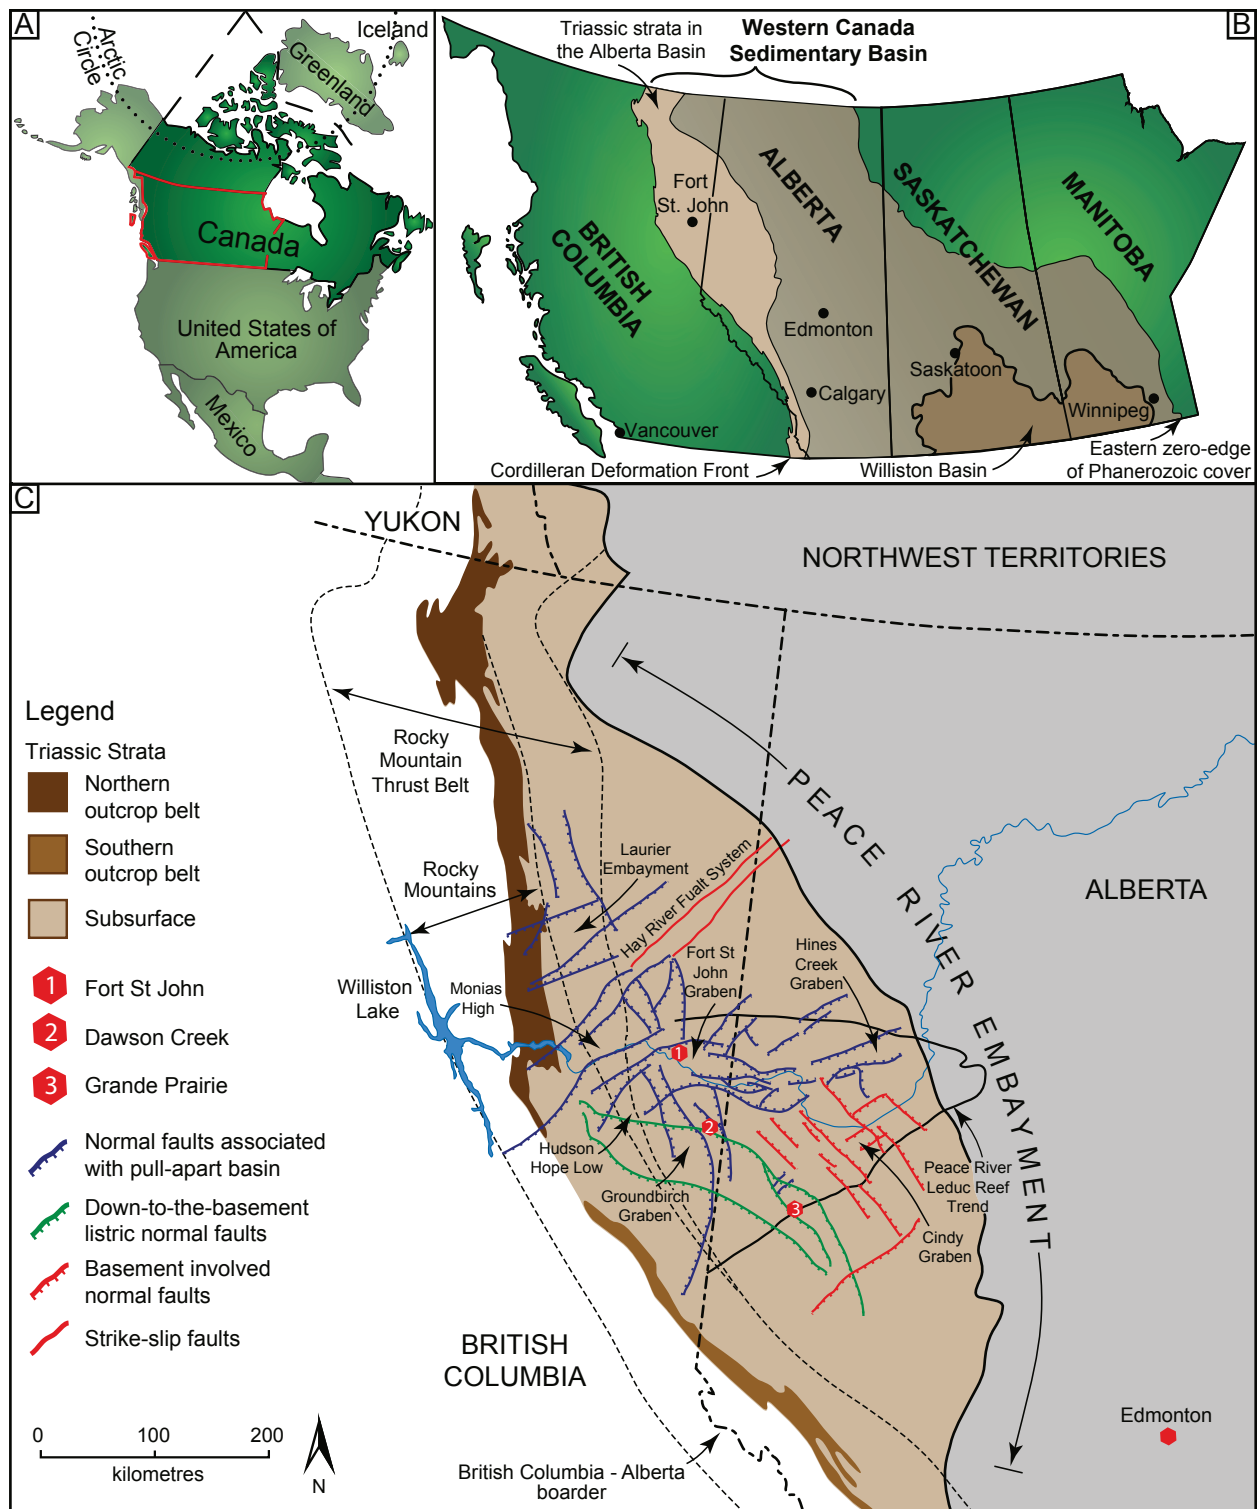 A
Arctic
Circle
Iceland
Greenland
Canada
United States of
America
Mexico
B
Triassic strata in
the Alberta Basin
Western Canada
Sedimentary Basin
Fort
St. John
ALBERTA
SASKATCHEWAN
MANITOBA
BRITISH
COLUMBIA
Edmonton
Saskatoon
Calgary
Winnipeg
Vancouver
Cordilleran Deformation Front
Williston Basin
Eastern zero-edge
of Phanerozoic cover
C
YUKON
NORTHWEST TERRITORIES
Legend
Triassic Strata
Northern
outcrop belt
Southern
outcrop belt
Subsurface
1
Fort St John
2
Dawson Creek
3
Grande Prairie
Normal faults associated
with pull-apart basin
Down-to-the-basement
listric normal faults
Basement involved
normal faults
Strike-slip faults
0
100
200
kilometres
N
Rocky
Mountain
Thrust Belt
Rocky
Mountains
Laurier
Embayment
Hay River Fualt System
PEACE RIVER EMBAYMENT
ALBERTA
Williston
Lake
Monias
High
Fort St
John
Graben
Hines
Creek
Graben
1
2
3
Hudson
Hope Low
Groundbirch
Graben
Peace River
Leduc Reef
Trend
Cindy
Graben
BRITISH
COLUMBIA
British Columbia - Alberta
boarder
Edmonton